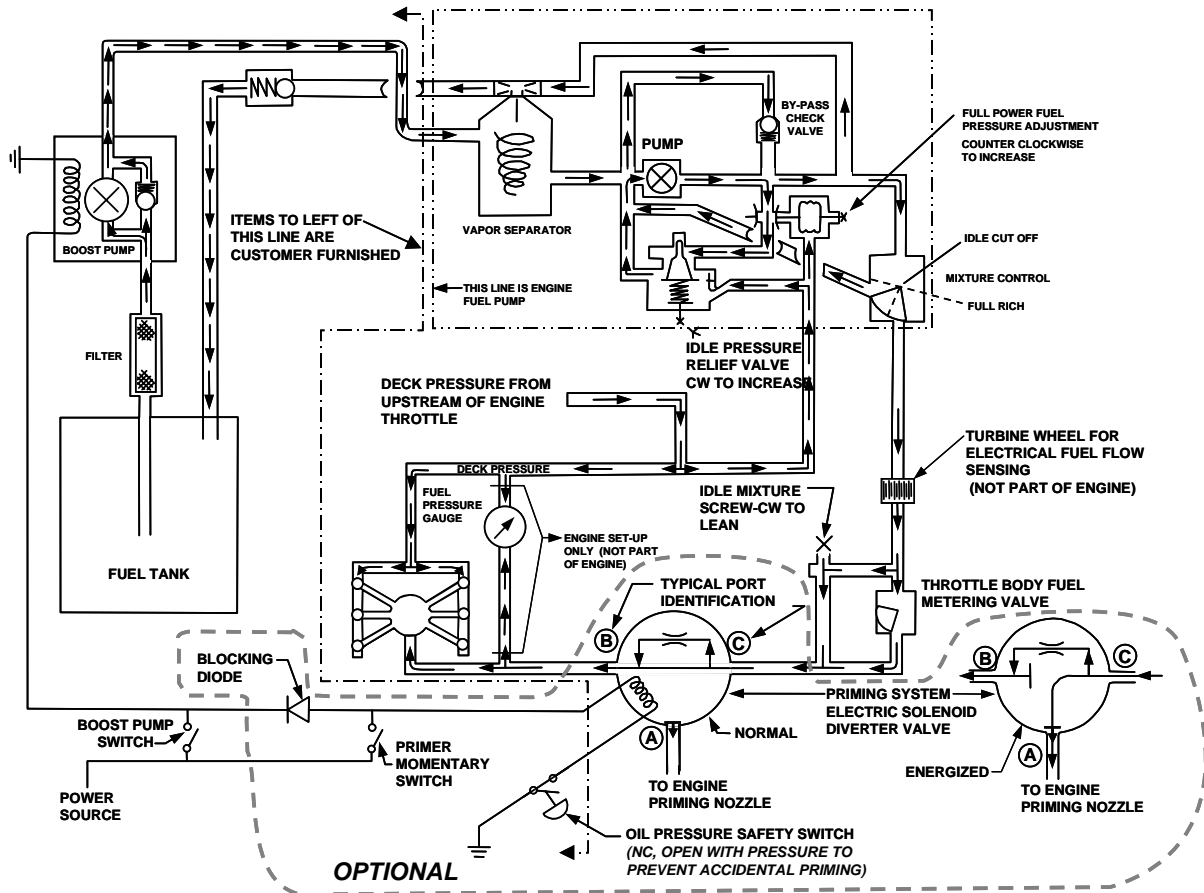 BY-PASS
CHECK
VALVE
FULL POWER FUEL
PRESSURE ADJUSTMENT
COUNTER CLOCKWISE
TO INCREASE
PUMP
BOOST PUMP
ITEMS TO LEFT OF
THIS LINE ARE
CUSTOMER FURNISHED
VAPOR SEPARATOR
IDLE CUT OFF
MIXTURE CONTROL
FULL RICH
THIS LINE IS ENGINE
FUEL PUMP
FILTER
IDLE PRESSURE
RELIEF VALVE
CW TO INCREASE
DECK PRESSURE FROM
UPSTREAM OF ENGINE
THROTTLE
TURBINE WHEEL FOR
ELECTRICAL FUEL FLOW
SENSING
(NOT PART OF ENGINE)
DECK PRESSURE
FUEL
PRESSURE
GAUGE
IDLE MIXTURE
SCREW-CW TO
LEAN
ENGINE SET-UP
ONLY (NOT PART
OF ENGINE)
FUEL TANK
TYPICAL PORT
IDENTIFICATION
THROTTLE BODY FUEL
METERING VALVE
B
C
B
C
BLOCKING
DIODE
PRIMING SYSTEM
ELECTRIC SOLENOID
DIVERTER VALVE
BOOST PUMP
SWITCH
NORMAL
A
PRIMER
MOMENTARY
SWITCH
A
ENERGIZED
POWER
SOURCE
TO ENGINE
PRIMING NOZZLE
TO ENGINE
PRIMING NOZZLE
OIL PRESSURE SAFETY SWITCH
(NC, OPEN WITH PRESSURE TO
PREVENT ACCIDENTAL PRIMING)
OPTIONAL